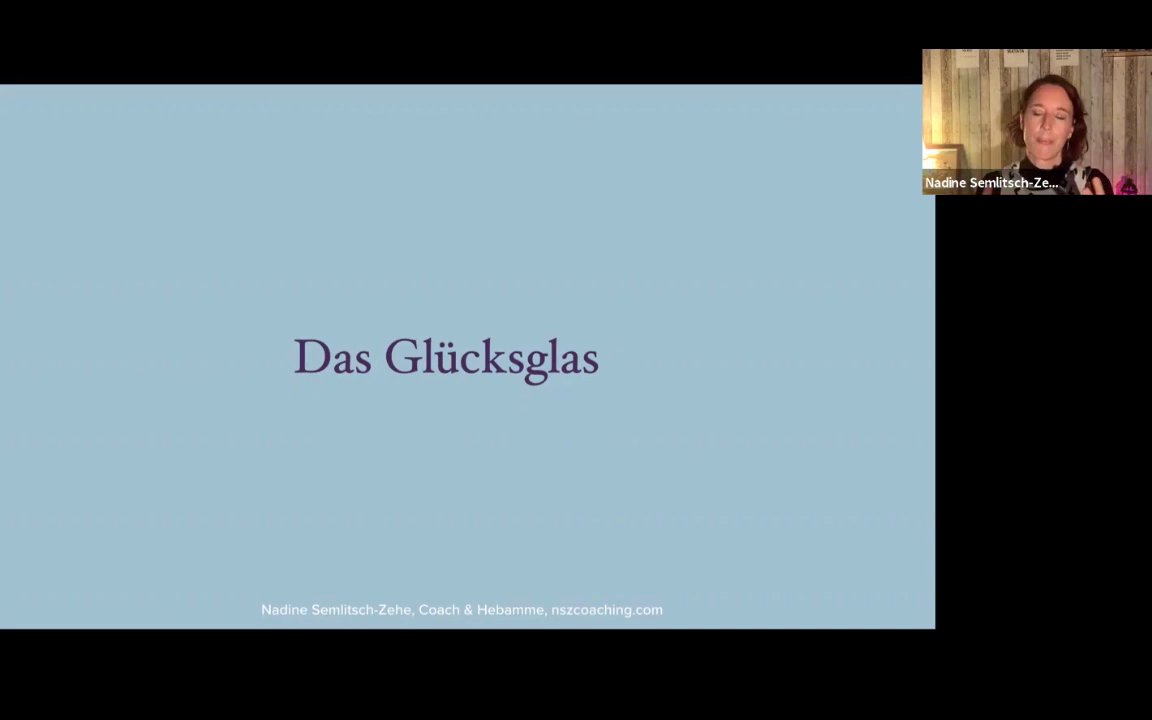 Nadine Semlitsch-Ze...
Das Glücksglas
Nadine Semlitsch-Zehe, Coach & Hebamme, nszcoaching.com